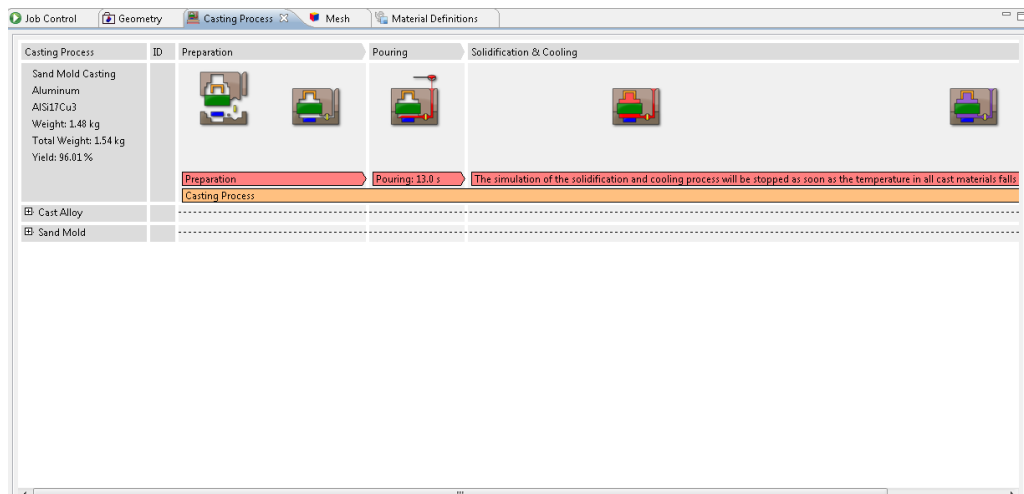 Job Control Geometry Casting Process Mesh Material Definitions
Casting Process ID Preparation Pouring Solidification & Cooling
Sand Mold Casting
Aluminum
AlSi17Cu3
Weight: 1.48 kg
Total Weight: 1.54 kg
Yield: 96.01 %
Preparation Pouring: 13.0 s The simulation of the solidification and cooling process will be stopped as soon as the temperature in all cast materials falls
Casting Process
Cast Alloy
Sand Mold